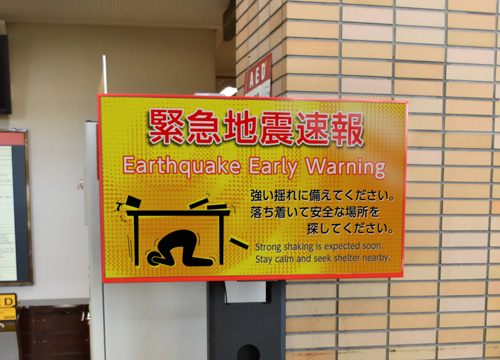 AED
緊急地震速報
Earthquake Early Warning
強い揺れに備えてください。
落ち着いて安全な場所を
探してください。
Strong shaking is expected soon.
Stay calm and seek shelter nearby.